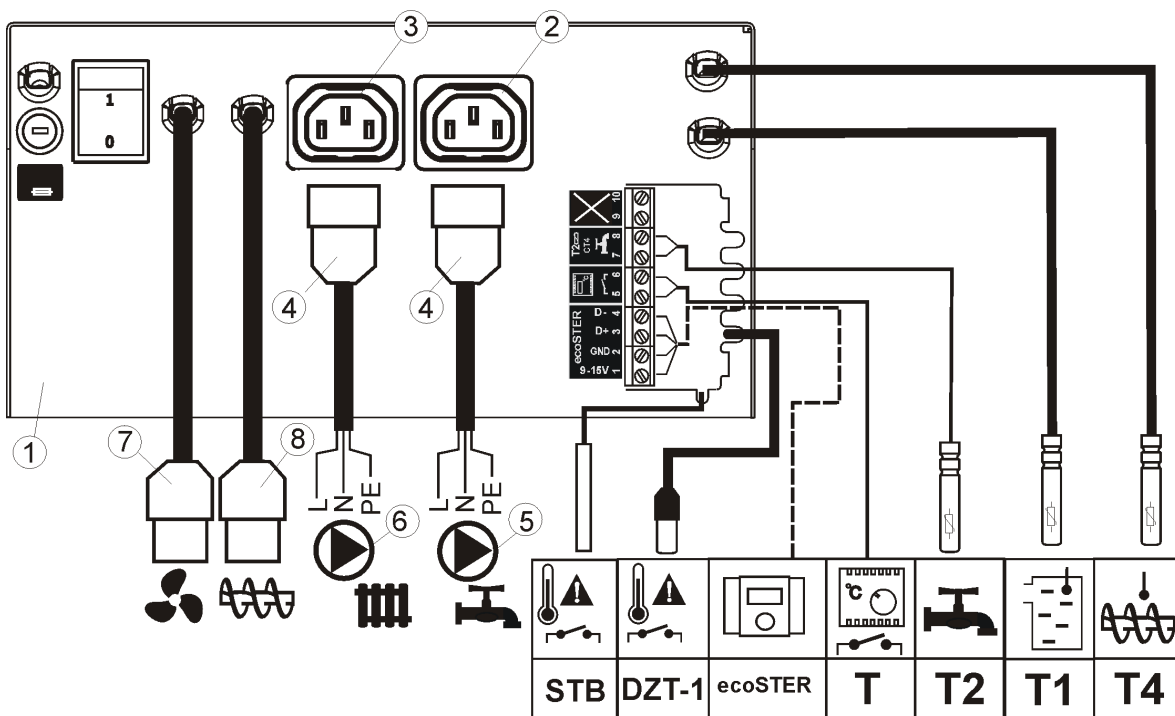 3
2
1
0
10
9
T2
CT4
8
7
°C
6
5
ecoSTER
D- 4
D+ 3
GND 2
9-15V 1
4
4
1
7
8
L
N
PE
L
N
PE
6
5
°C
STB
DZT-1
ecoSTER
T
T2
T1
T4